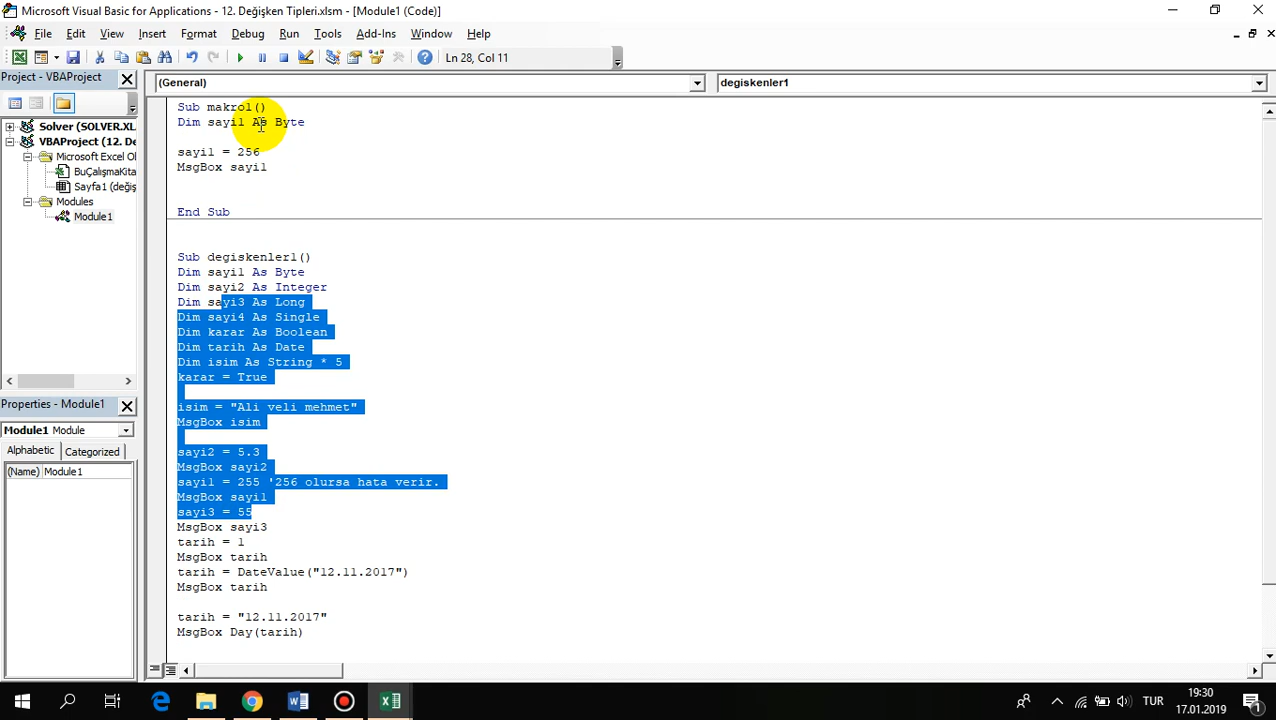 Microsoft Visual Basic for Applications - 12. Değişken Tipleri.xlsm - [Module1 (Code)]
File Edit View Insert Format Debug Run Tools Add-Ins Window Help
Ln 28, Col 11
Project - VBAProject
(General)
degiskenler1
Solver (SOLVER.XL
VBAProject (12. De
Microsoft Excel Ol
BuÇalışmaKita
Sayfa1 (değiş
Modules
Module1
Properties - Module1
Module1 Module
Alphabetic Categorized
(Name) Module1
Sub makro1()
Dim sayi1 As Byte
sayi1 = 256
MsgBox sayi1
End Sub
Sub degiskenler1()
Dim sayi1 As Byte
Dim sayi2 As Integer
Dim sayi3 As Long
Dim sayi4 As Single
Dim karar As Boolean
Dim tarih As Date
Dim isim As String * 5
karar = True
isim = "Ali veli mehmet"
MsgBox isim
sayi2 = 5.3
MsgBox sayi2
sayi1 = 255 '256 olursa hata verir.
MsgBox sayi1
sayi3 = 55
MsgBox sayi3
tarih = 1
MsgBox tarih
tarih = DateValue("12.11.2017")
MsgBox tarih
tarih = "12.11.2017"
MsgBox Day(tarih)
TUR
19:30
17.01.2019
1